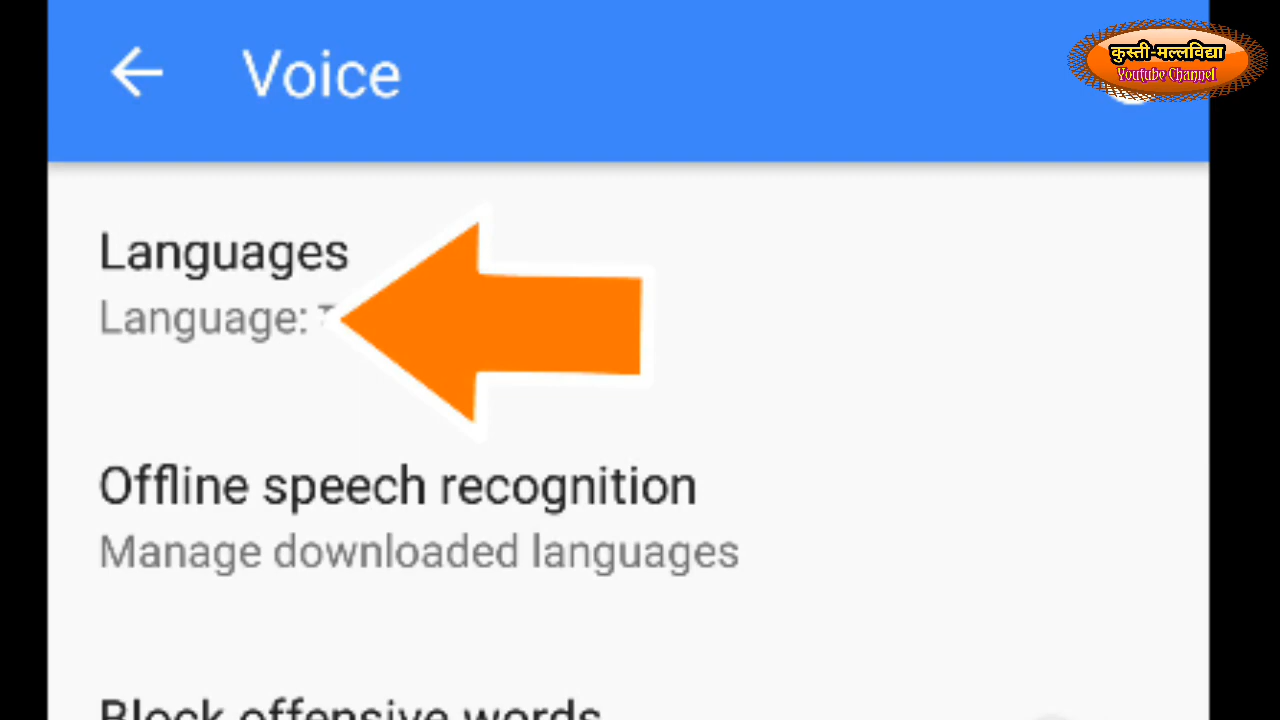 Voice
कुस्ती-मल्लविद्या
Youtube Channel
Languages
Language:
Offline speech recognition
Manage downloaded languages
Block offensive words